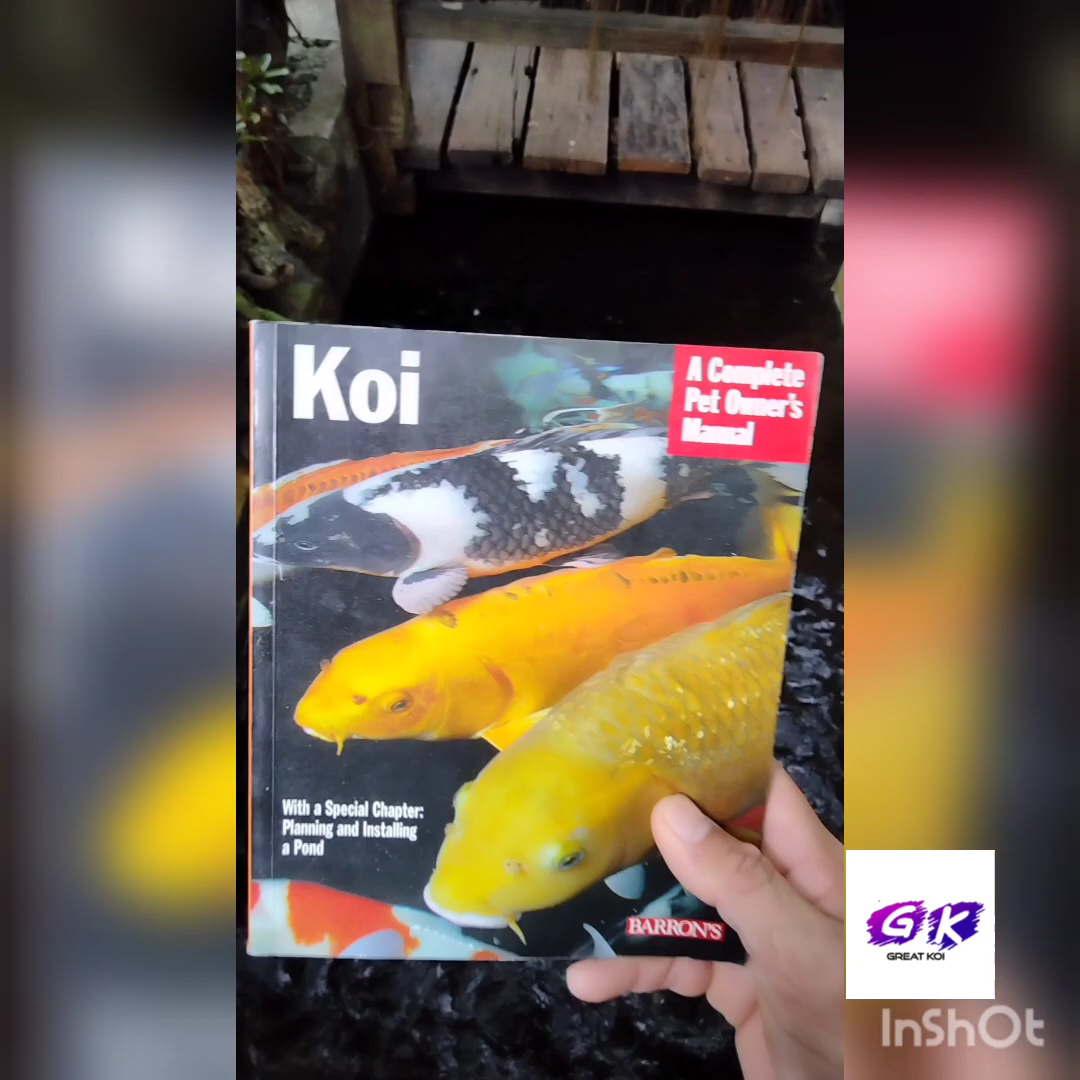 Koi
A Complete
Pet Owner's
Manual
With a Special Chapter:
Planning and Installing
a Pond
BARRON'S
GK
GREAT KOI
InShOt